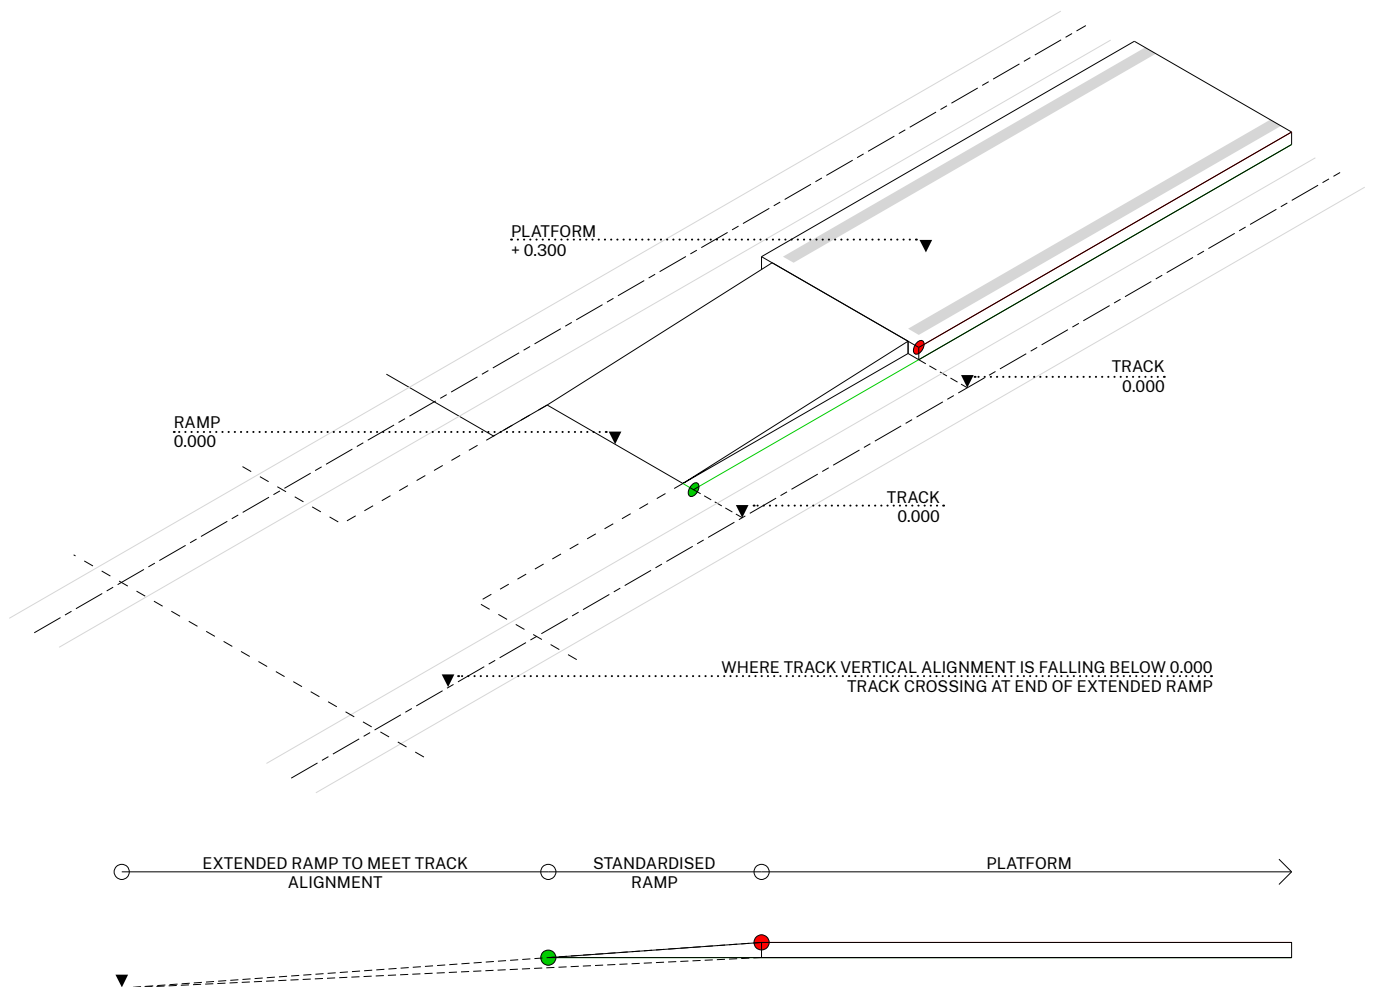 PLATFORM
+ 0.300
TRACK
0.000
RAMP
0.000
TRACK
0.000
WHERE TRACK VERTICAL ALIGNMENT IS FALLING BELOW 0.000
TRACK CROSSING AT END OF EXTENDED RAMP
EXTENDED RAMP TO MEET TRACK
ALIGNMENT
STANDARDISED
RAMP
PLATFORM